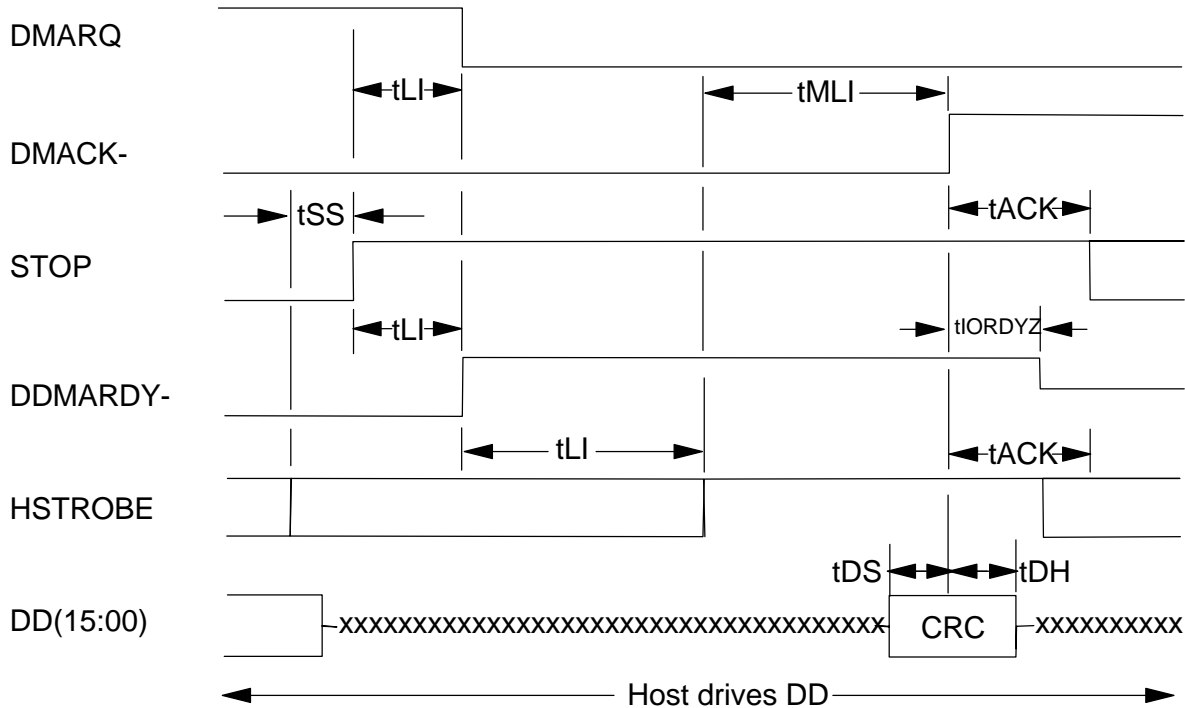 DMARQ
tLI
tMLI
DMACK-
tSS
tACK
STOP
tLI
tIORDYZ
DDMARDY-
tLI
tACK
HSTROBE
tDS
tDH
DD(15:00)
xxxxxxxxxxxxxxxxxxxxxxxxxxxxxxxxxxxxx
CRC
xxxxxxxxxx
Host drives DD